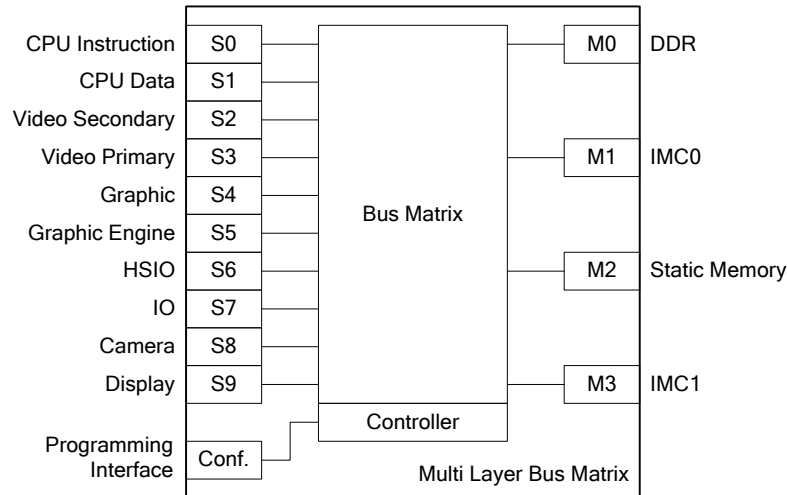 CPU Instruction S0 M0 DDR
CPU Data S1
Video Secondary S2
Video Primary S3 M1 IMC0
Graphic S4
Bus Matrix
Graphic Engine S5
HSIO S6 M2 Static Memory
IO S7
Camera S8
Display S9 M3 IMC1
Controller
Programming
Interface Conf.
Multi Layer Bus Matrix